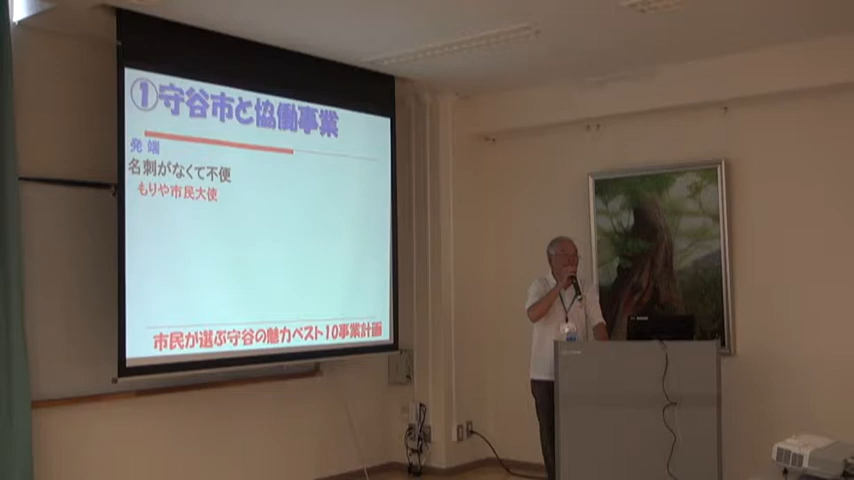 ①守谷市と協働事業
発端
名刺がなくて不便
もりや市民大使
市民が選ぶ守谷の魅力ベスト10事業計画